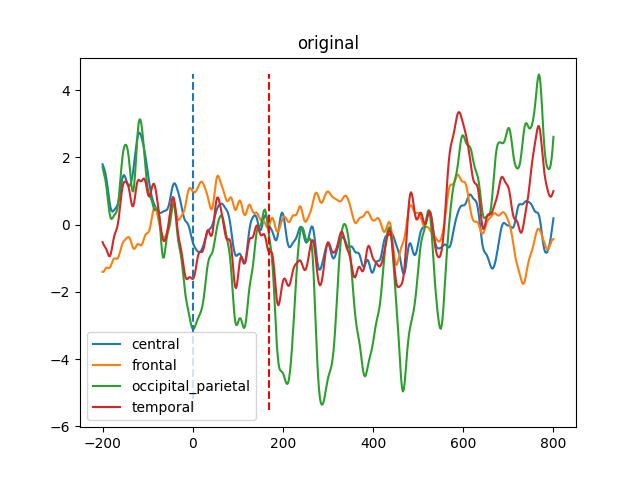 original
4
2
0
−2
−4
−6
−200
0
200
400
600
800
central
frontal
occipital_parietal
temporal